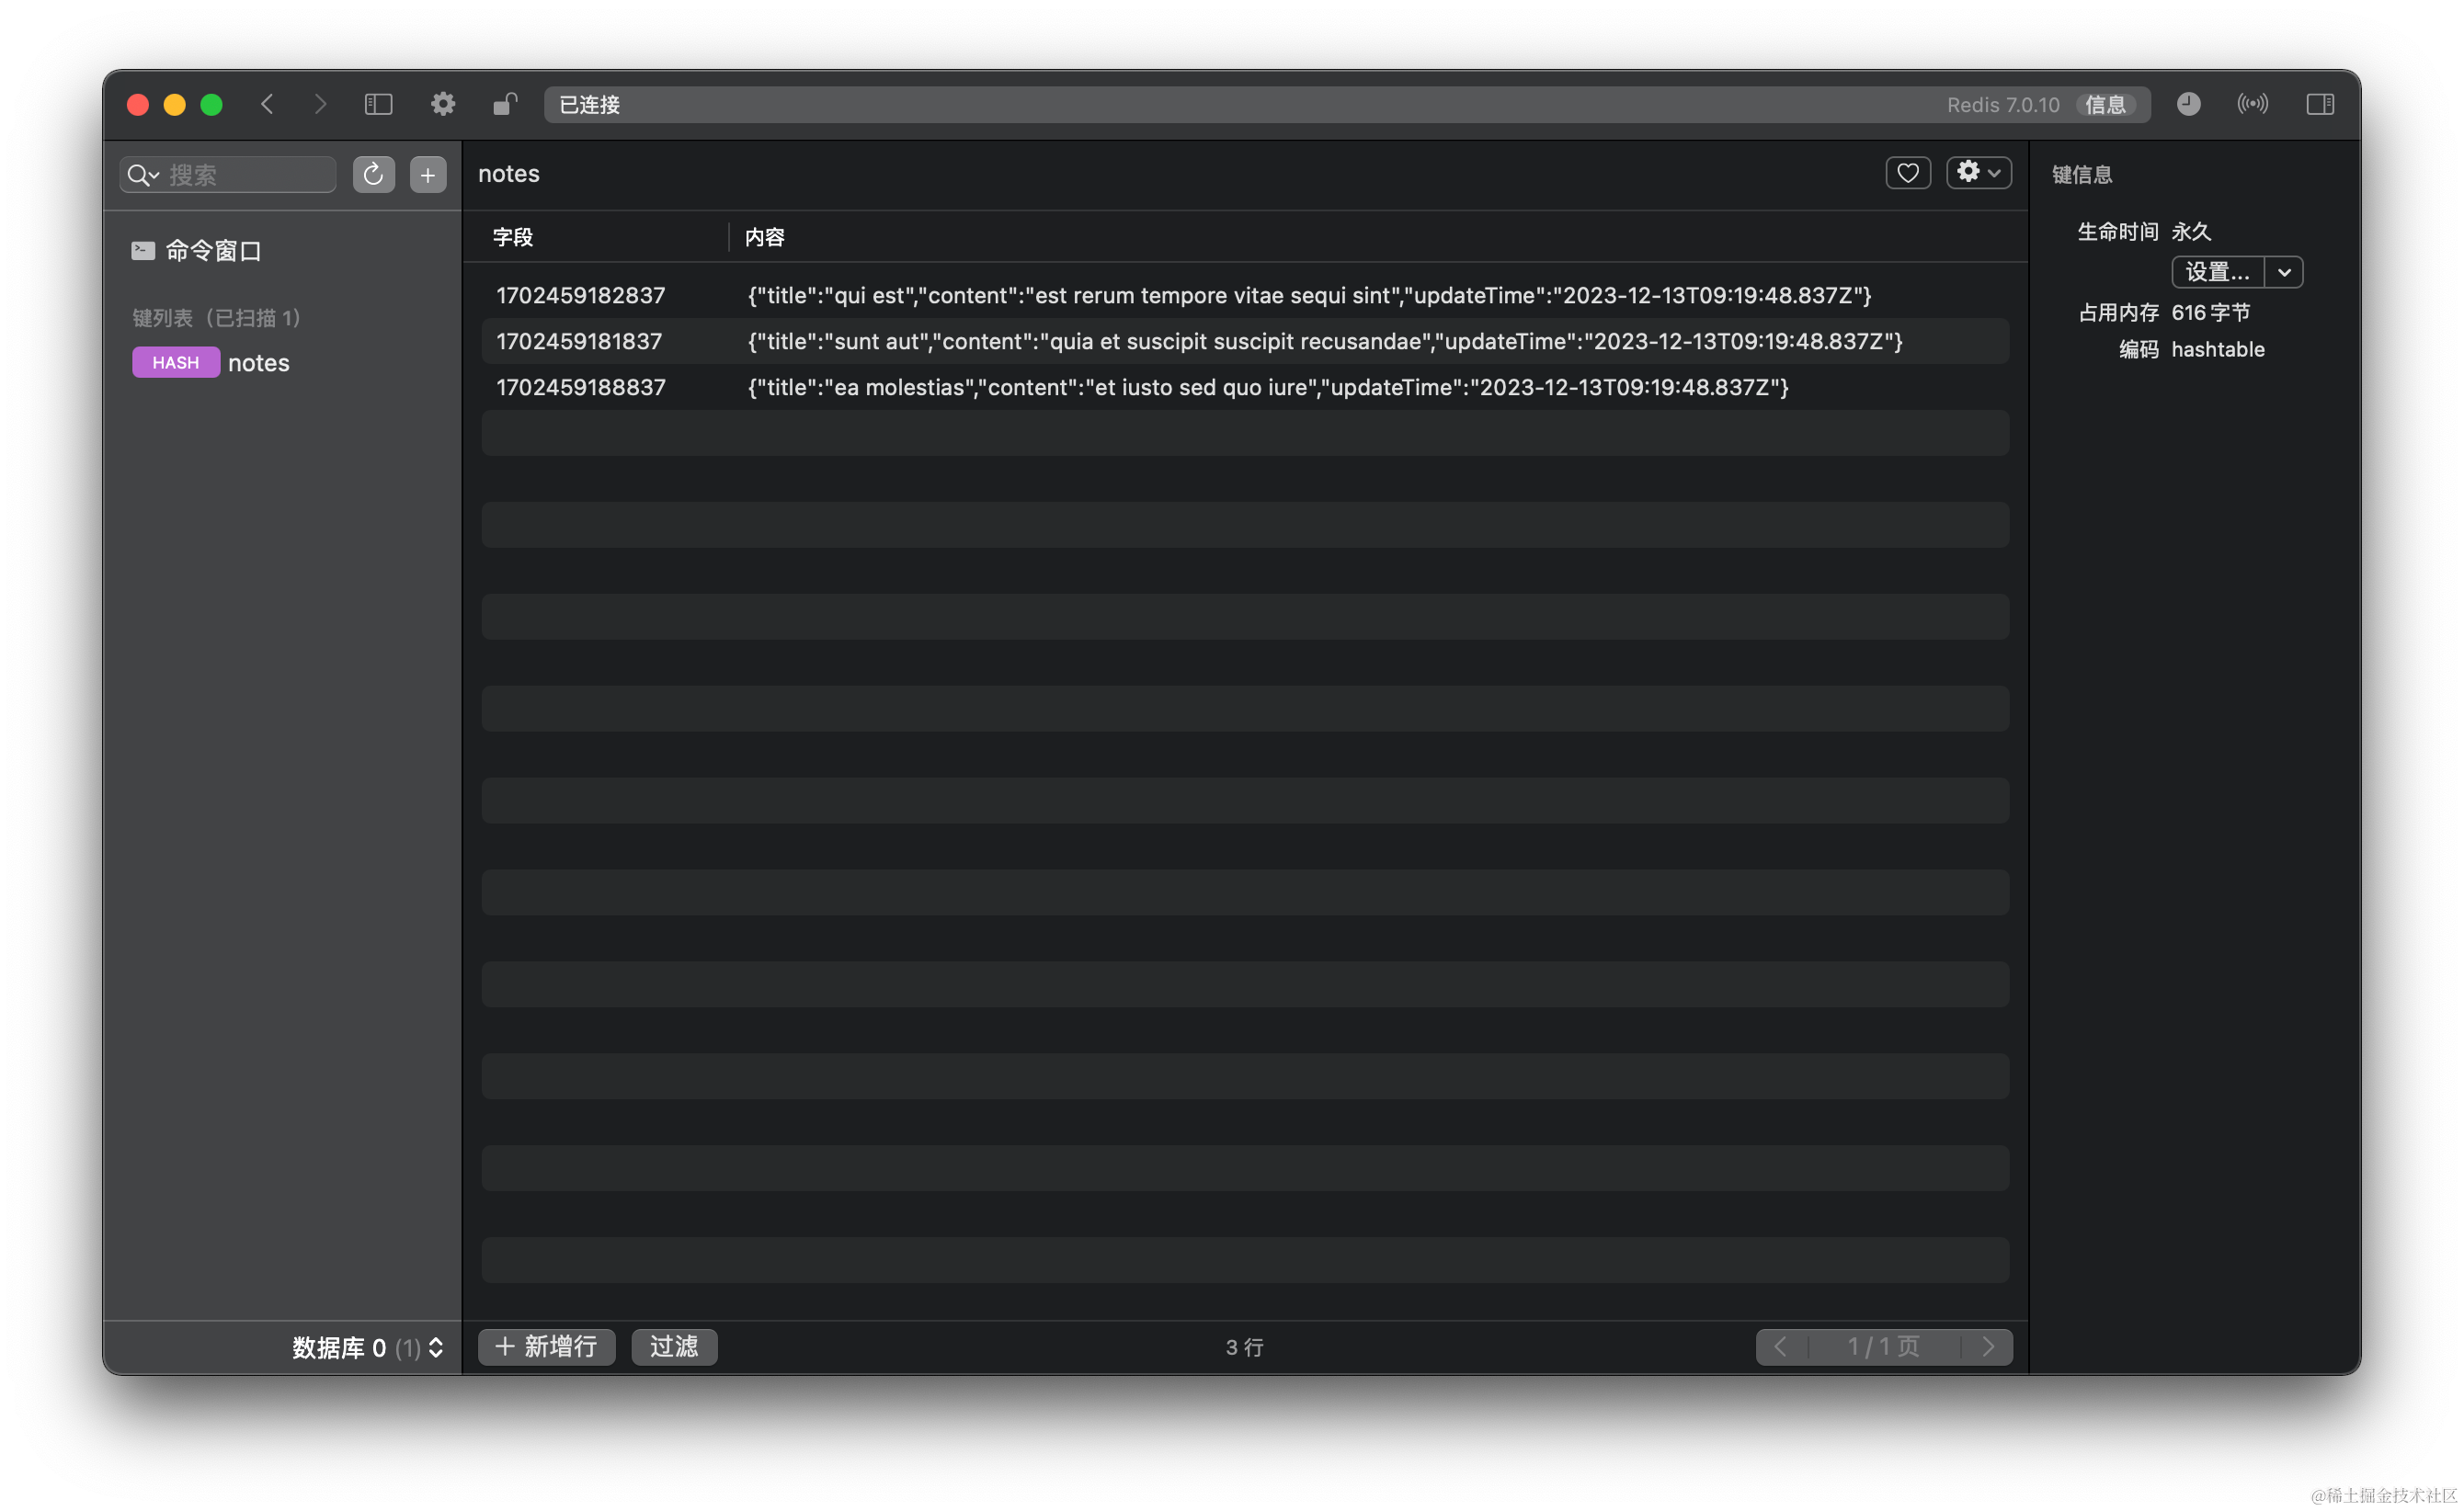 已连接 Redis 7.0.10 信息
搜索
命令窗口
键列表（已扫描 1）
HASH notes
数据库 0 (1)
notes
字段 内容
1702459182837 {"title":"qui est","content":"est rerum tempore vitae sequi sint","updateTime":"2023-12-13T09:19:48.837Z"}
1702459181837 {"title":"sunt aut","content":"quia et suscipit suscipit recusandae","updateTime":"2023-12-13T09:19:48.837Z"}
1702459188837 {"title":"ea molestias","content":"et iusto sed quo iure","updateTime":"2023-12-13T09:19:48.837Z"}
+ 新增行 过滤 3 行 1 / 1 页
键信息
生命时间 永久
设置...
占用内存 616 字节
编码 hashtable
@稀土掘金技术社区